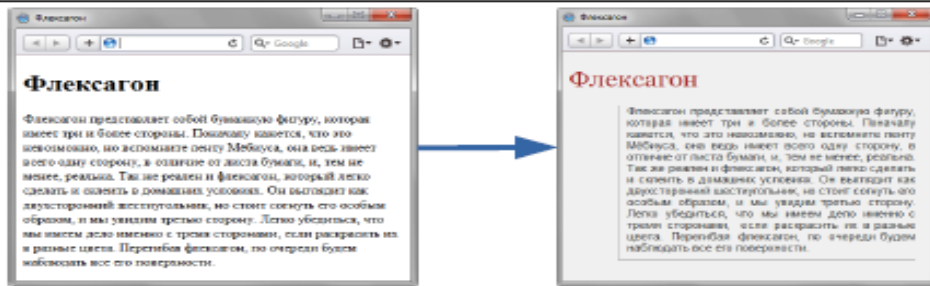 Флексагон
Google
Флексагон
Флексагон представляет собой бумажную фигуру, которая
имеет три и более стороны. Поначалу кажется, что это
невозможно, но вспомните ленту Мебиуса, она ведь имеет
всего одну сторону, в отличие от листа бумаги, и, тем не
менее, реальна. Так же реален и флексагон, который легко
сделать и склеить в домашних условиях. Он выглядит как
двухсторонний шестиугольник, но стоит согнуть его особым
образом, и мы увидим третью сторону. Легко убедиться, что
мы имеем дело именно с тремя сторонами, если раскрасить их
в разные цвета. Перегибая флексагон, по очереди будем
наблюдать все его поверхности.
Флексагон
Google
Флексагон
Флексагон представляет собой бумажную фигуру,
которая имеет три и более стороны. Поначалу
кажется, что это невозможно, но вспомните ленту
Мёбиуса, она ведь имеет всего одну сторону, в
отличие от листа бумаги, и, тем не менее, реальна.
Так же реален и флексагон, который легко сделать
и склеить в домашних условиях. Он выглядит как
двухсторонний шестиугольник, но стоит согнуть его
особым образом, и мы увидим третью сторону.
Легко убедиться, что мы имеем дело именно с
тремя сторонами, если раскрасить их в разные
цвета. Перегибая флексагон, по очереди будем
наблюдать все его поверхности.